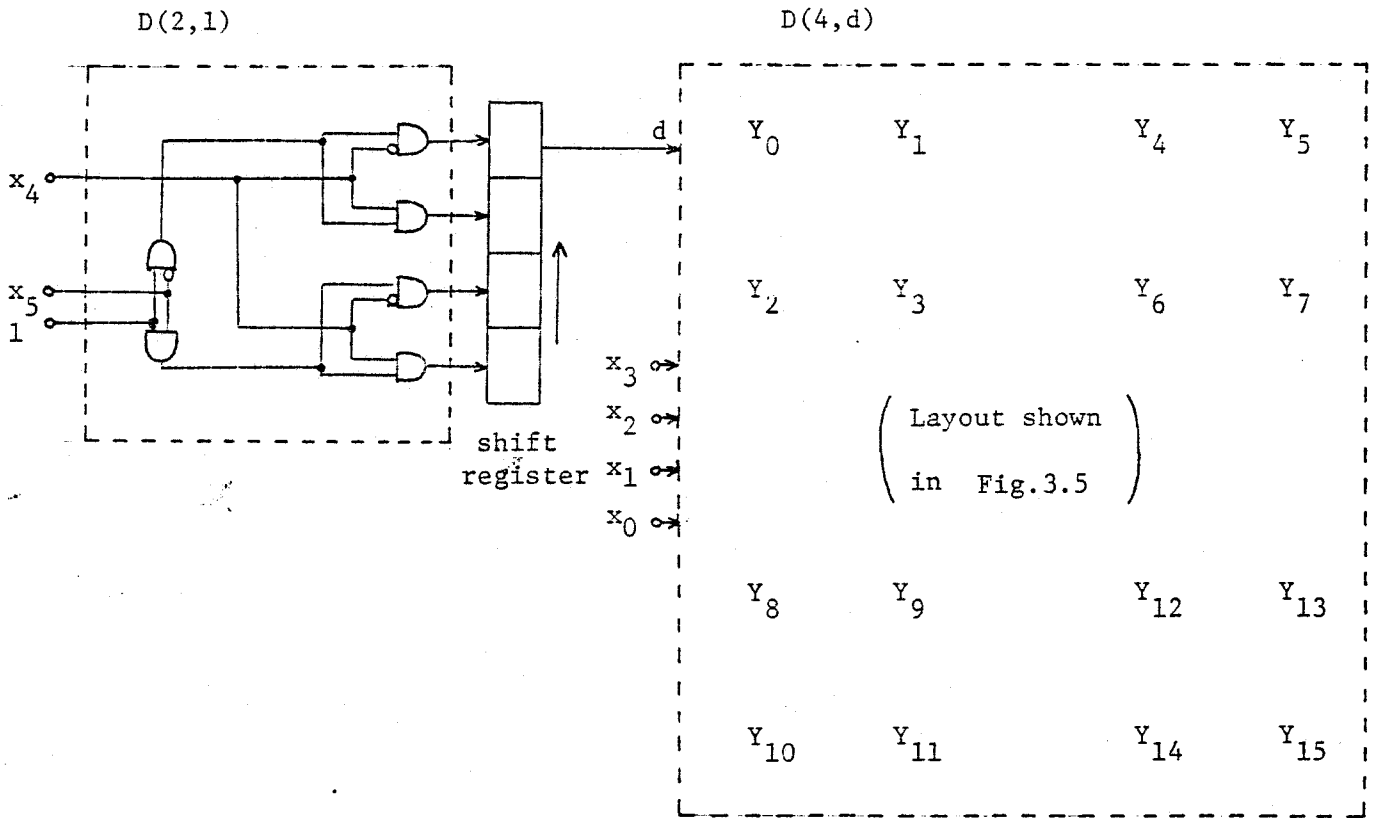 D(2,1)
D(4,d)
x₄
x₅
1
shift
register
d
x₃
x₂
x₁
x₀
Y₀ Y₁ Y₄ Y₅
Y₂ Y₃ Y₆ Y₇
Layout shown
in Fig.3.5
Y₈ Y₉ Y₁₂ Y₁₃
Y₁₀ Y₁₁ Y₁₄ Y₁₅